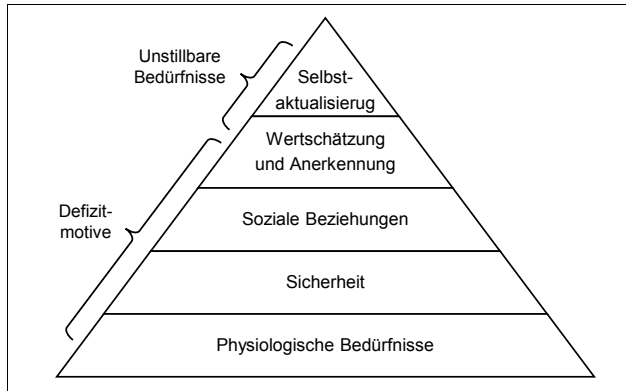 Unstillbare
Bedürfnisse
Selbst-
aktualisierug
Wertschätzung
und Anerkennung
Defizit-
motive
Soziale Beziehungen
Sicherheit
Physiologische Bedürfnisse